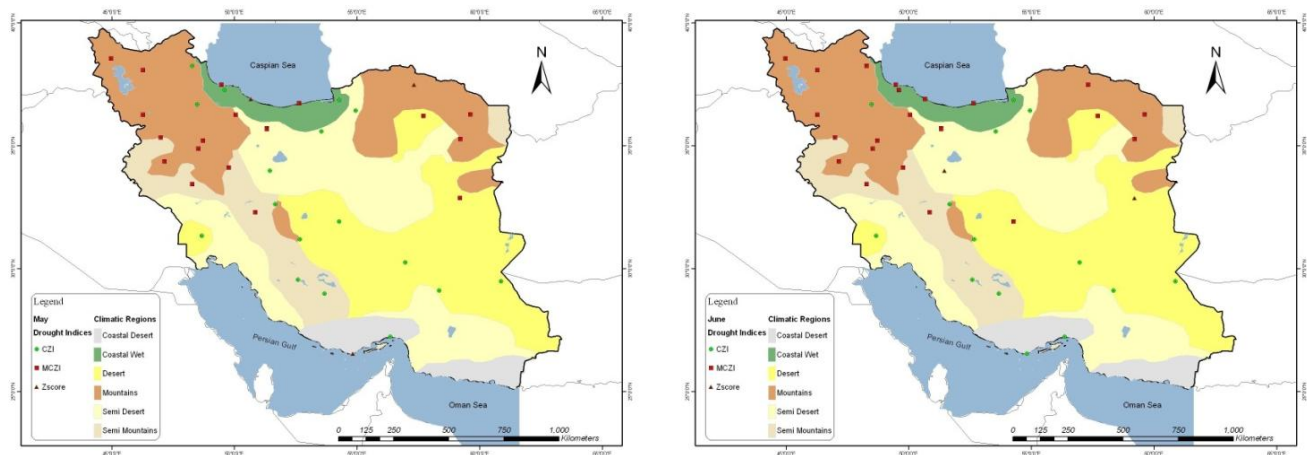 N
Caspian Sea
Persian Gulf
Oman Sea
Legend
May
Drought Indices
CZI
MCZI
Zscore
Climatic Regions
Coastal Desert
Coastal Wet
Desert
Mountains
Semi Desert
Semi Mountains
0 125 250 500 750 1,000
Kilometers
N
Caspian Sea
Persian Gulf
Oman Sea
Legend
June
Drought Indices
CZI
MCZI
Zscore
Climatic Regions
Coastal Desert
Coastal Wet
Desert
Mountains
Semi Desert
Semi Mountains
0 125 250 500 750 1,000
Kilometers